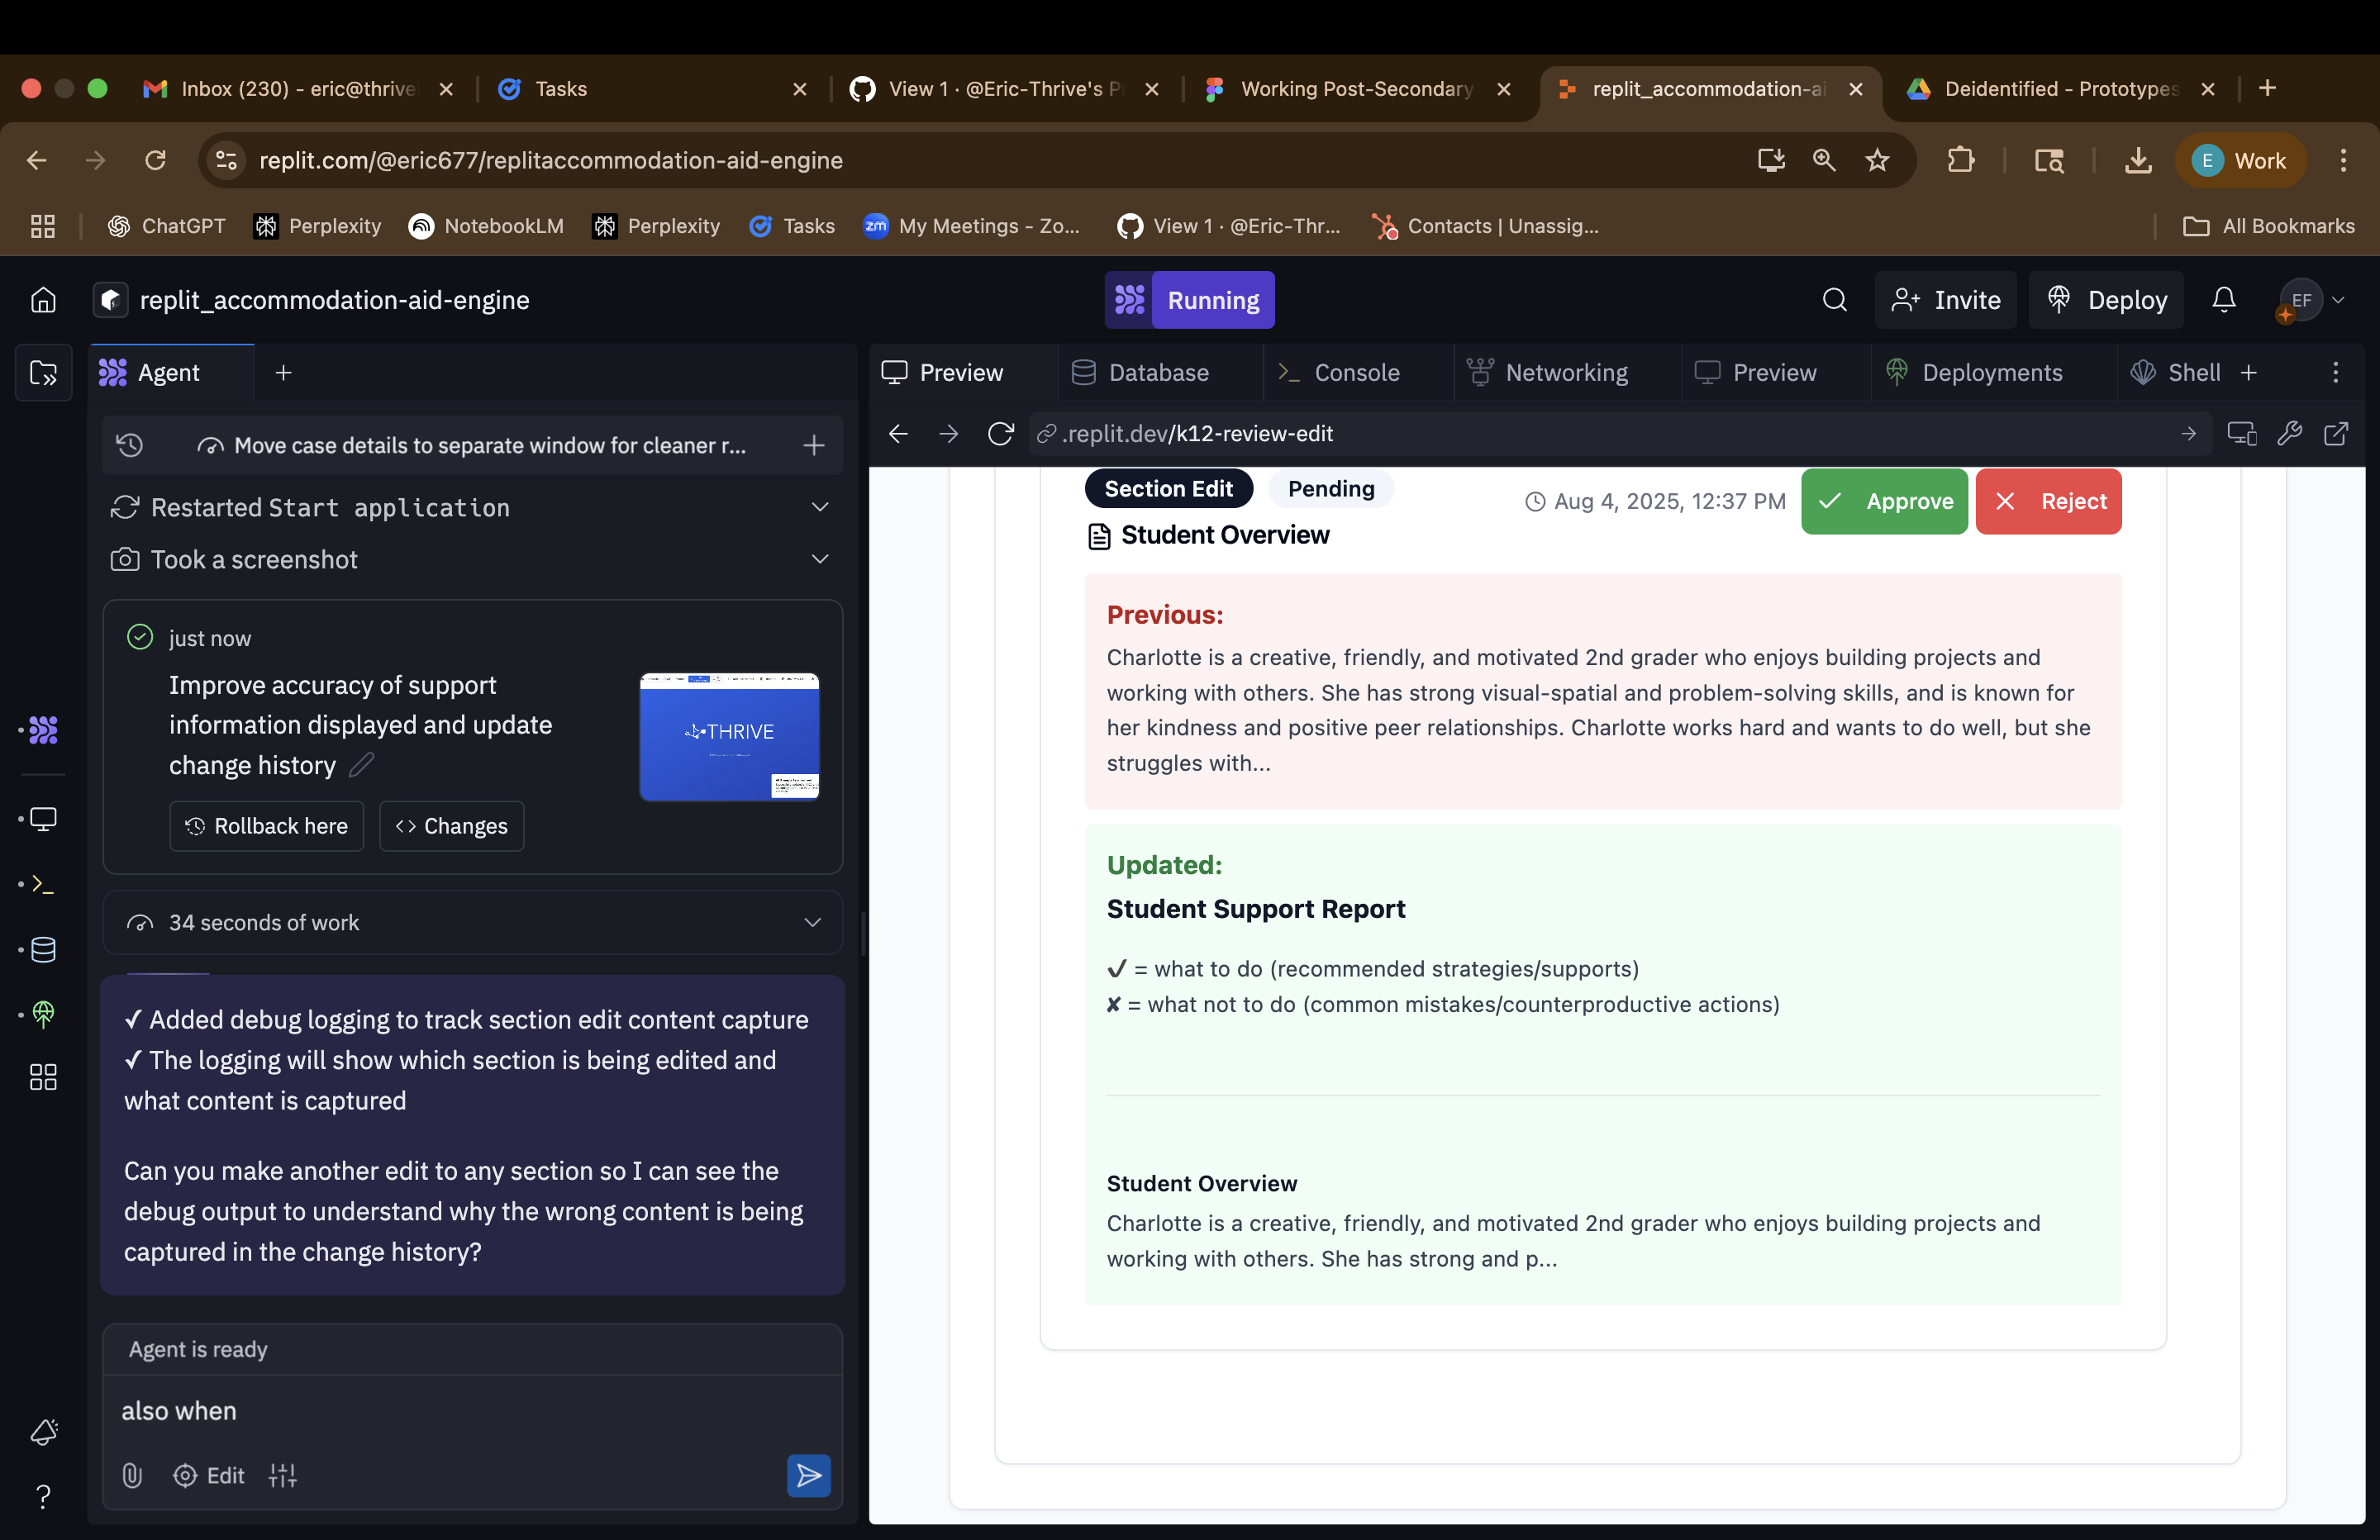 Inbox (230) - eric@thrive
Tasks
View 1 · @Eric-Thrive's P
Working Post-Secondary
replit_accommodation-ai
Deidentified - Prototypes
replit.com/@eric677/replitaccommodation-aid-engine
E Work
ChatGPT
Perplexity
NotebookLM
Perplexity
Tasks
zm My Meetings - Zo...
View 1 · @Eric-Thr...
Contacts | Unassig...
All Bookmarks
replit_accommodation-aid-engine
Running
Invite
Deploy
EF
Agent
Move case details to separate window for cleaner r...
Restarted Start application
Took a screenshot
just now
Improve accuracy of support
information displayed and update
change history
THRIVE
Rollback here
Changes
34 seconds of work
✓ Added debug logging to track section edit content capture
✓ The logging will show which section is being edited and
what content is captured
Can you make another edit to any section so I can see the
debug output to understand why the wrong content is being
captured in the change history?
Agent is ready
also when
Edit
Preview
Database
Console
Networking
Preview
Deployments
Shell
.replit.dev/k12-review-edit
Section Edit
Pending
Aug 4, 2025, 12:37 PM
Approve
Reject
Student Overview
Previous:
Charlotte is a creative, friendly, and motivated 2nd grader who enjoys building projects and
working with others. She has strong visual-spatial and problem-solving skills, and is known for
her kindness and positive peer relationships. Charlotte works hard and wants to do well, but she
struggles with...
Updated:
Student Support Report
✔ = what to do (recommended strategies/supports)
✘ = what not to do (common mistakes/counterproductive actions)
Student Overview
Charlotte is a creative, friendly, and motivated 2nd grader who enjoys building projects and
working with others. She has strong and p...